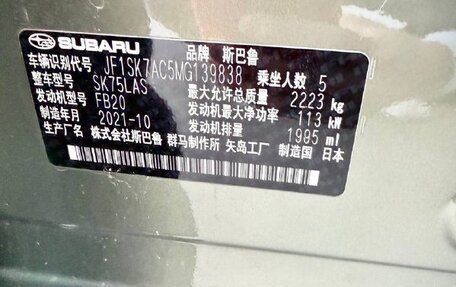 SUBARU 品牌 斯巴鲁
车辆识别代号 JF1SK7AC5MG139838 乘坐人数 5
整车型号 SK75LAS 最大允许总质量 2223 kg
发动机型号 FB20 发动机最大净功率 113 kW
制造年月 2021-10 发动机排量 1995 ml
生产厂名 株式会社斯巴鲁 群马制作所 矢岛工厂 制造国 日本